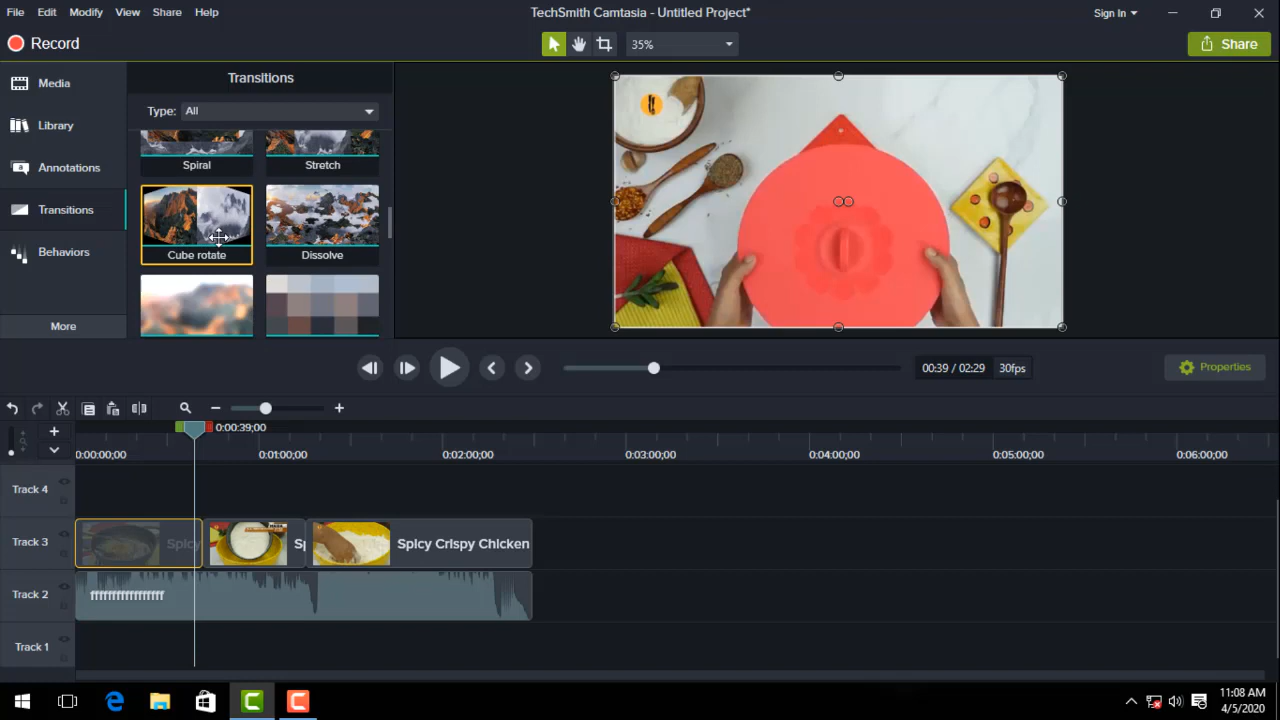 File Edit Modify View Share Help
TechSmith Camtasia - Untitled Project*
Sign In
Record
35%
Share
Media
Library
Annotations
Transitions
Behaviors
More
Transitions
Type: All
Spiral
Stretch
Cube rotate
Dissolve
00:39 / 02:29
30fps
Properties
0:00:39;00
0:00:00;00 0:01:00;00 0:02:00;00 0:03:00;00 0:04:00;00 0:05:00;00 0:06:00;00
Track 4
Track 3
Spicy
Sp
Spicy Crispy Chicken
Track 2
ffffffffffffffff
Track 1
11:08 AM
4/5/2020